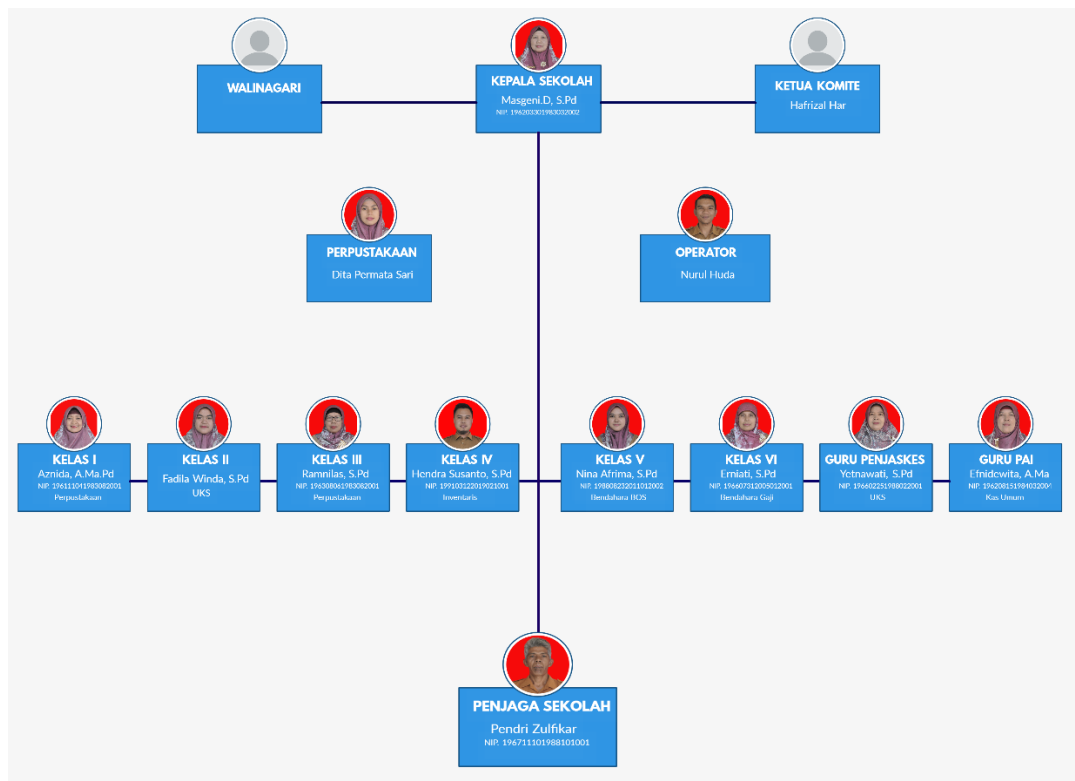 WALINAGARI
KEPALA SEKOLAH
Masgeni.D, S.Pd
NIP. 196203301983032002
KETUA KOMITE
Hafrizal Har
PERPUSTAKAAN
Dita Permata Sari
OPERATOR
Nurul Huda
KELAS I
Aznida, A.Ma.Pd
NIP. 196111041983082001
Perpustakaan
KELAS II
Fadila Winda, S.Pd
UKS
KELAS III
Ramnilas, S.Pd
NIP. 196308061983082001
Perpustakaan
KELAS IV
Hendra Susanto, S.Pd
NIP. 199103122019021001
Inventaris
KELAS V
Nina Afrima, S.Pd
NIP. 198808232011012002
Bendahara BOS
KELAS VI
Erniati, S.Pd
NIP. 196607312005012001
Bendahara Gaji
GURU PENJASKES
Yetnawati, S.Pd
NIP. 196602251988022001
UKS
GURU PAI
Efnidewita, A.Ma
NIP. 196208151984032004
Kas Umum
PENJAGA SEKOLAH
Pendri Zulfikar
NIP. 196711101988101001